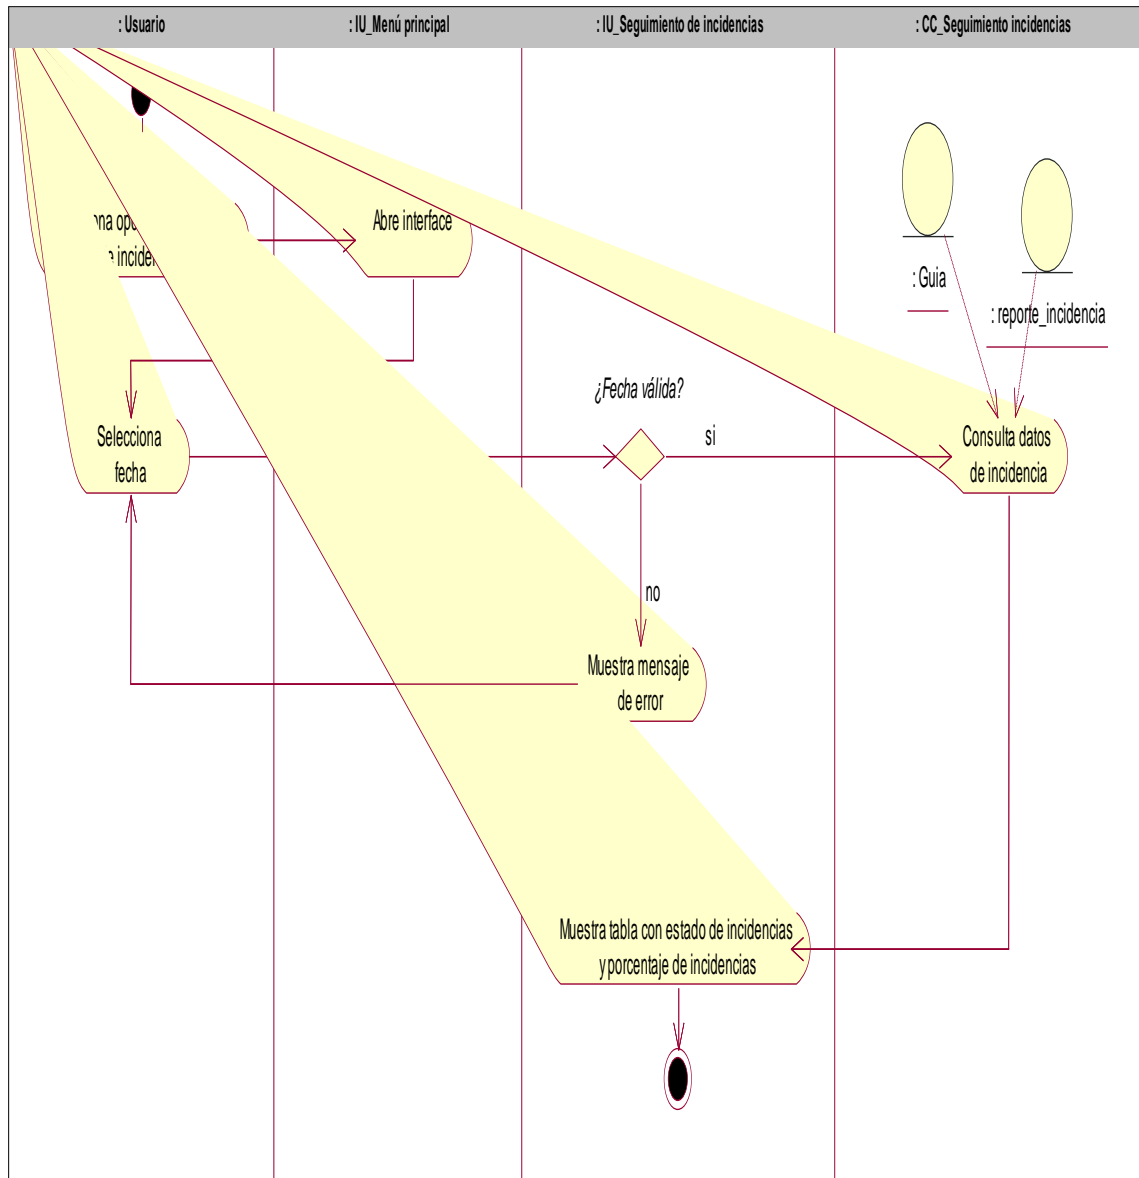 : Usuario
: IU_Menú principal
: IU_Seguimiento de incidencias
: CC_Seguimiento incidencias
Abre interface
: Guia
: reporte_incidencia
¿Fecha válida?
si
Selecciona
fecha
Consulta datos
de incidencia
no
Muestra mensaje
de error
Muestra tabla con estado de incidencias
y porcentaje de incidencias